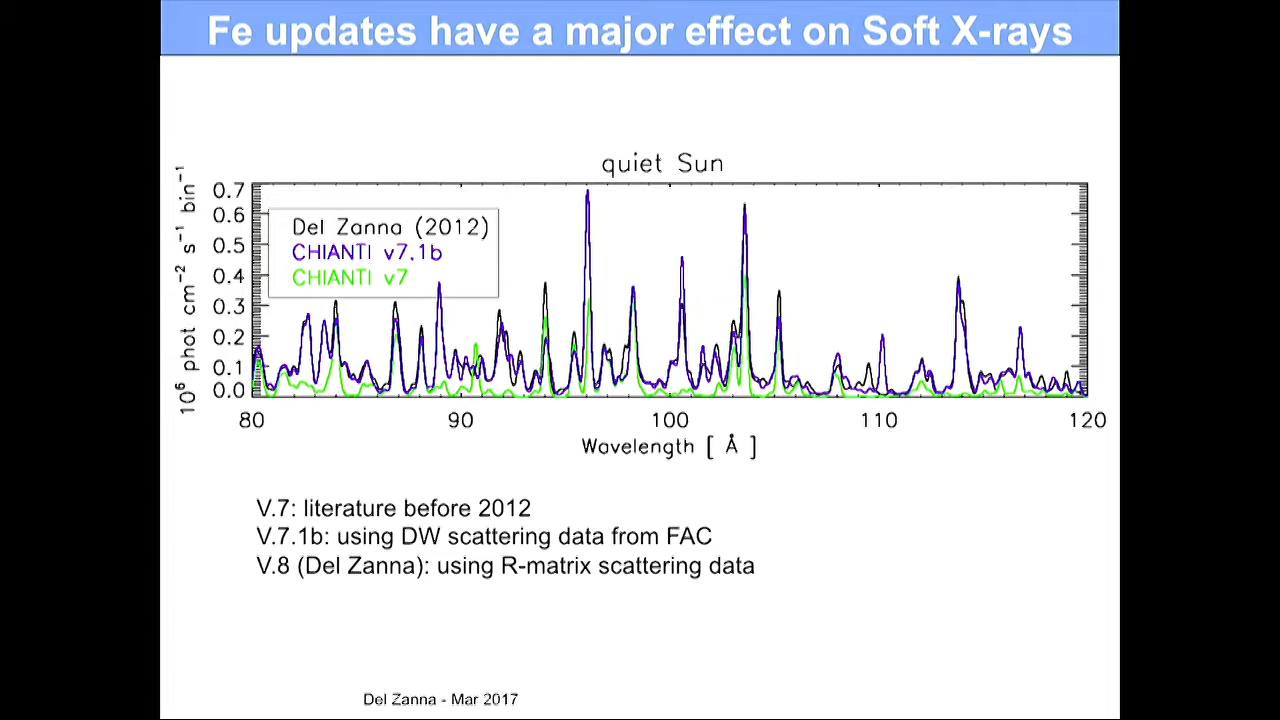 Fe updates have a major effect on Soft X-rays
quiet Sun
10⁶ phot cm⁻² s⁻¹ bin⁻¹
0.7
0.6
0.5
0.4
0.3
0.2
0.1
0.0
Del Zanna (2012)
CHIANTI v7.1b
CHIANTI v7
80 90 100 110 120
Wavelength [ Å ]
V.7: literature before 2012
V.7.1b: using DW scattering data from FAC
V.8 (Del Zanna): using R-matrix scattering data
Del Zanna - Mar 2017